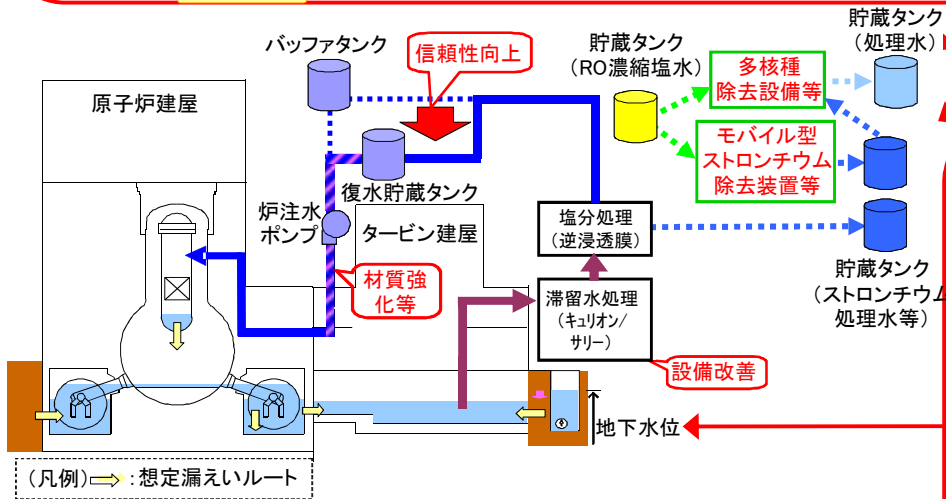 バッファタンク
信頼性向上
貯蔵タンク
(RO濃縮塩水)
貯蔵タンク
(処理水)
多核種
除去設備等
原子炉建屋
モバイル型
ストロンチウム
除去装置等
復水貯蔵タンク
炉注水
ポンプ
タービン建屋
塩分処理
(逆浸透膜)
材質強
化等
滞留水処理
(キュリオン/
サリー)
貯蔵タンク
(ストロンチウム
処理水等)
設備改善
地下水位
(凡例) :想定漏えいルート